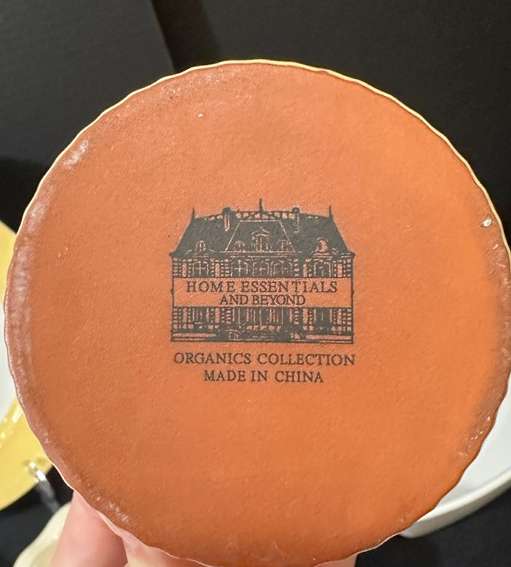 HOME ESSENTIALS
AND BEYOND
ORGANICS COLLECTION
MADE IN CHINA